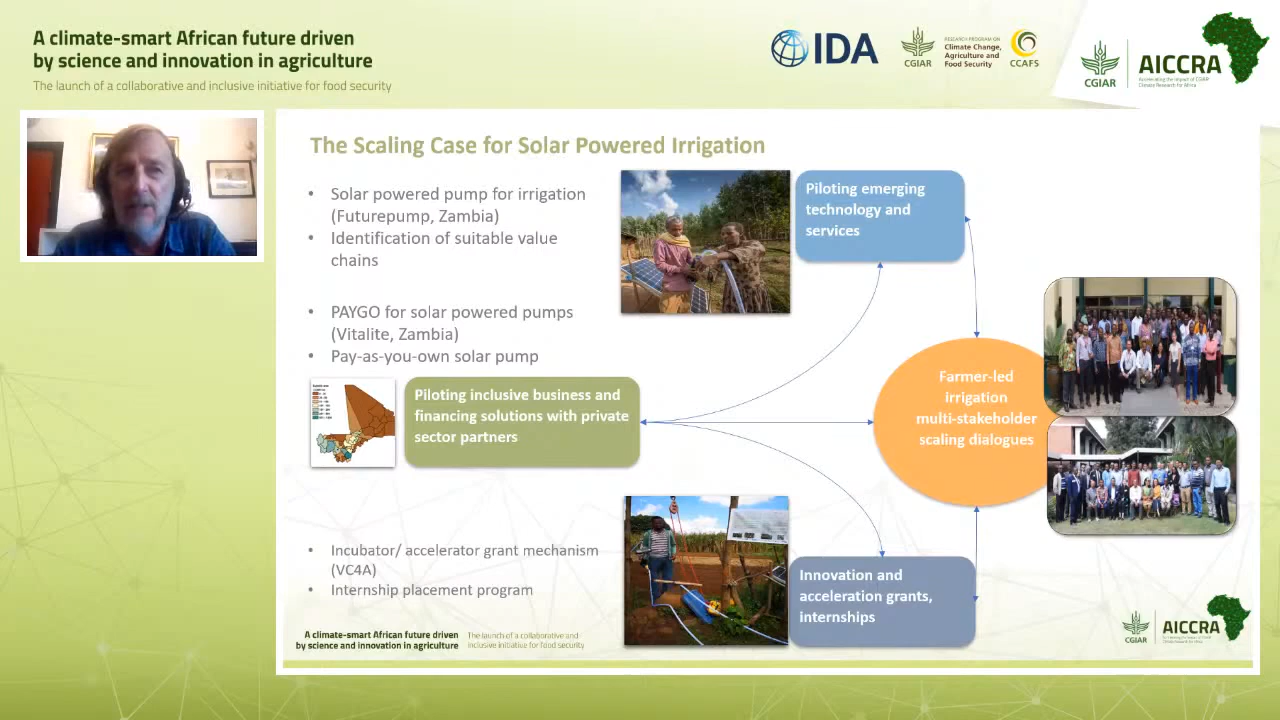 A climate-smart African future driven
by science and innovation in agriculture
The launch of a collaborative and inclusive initiative for food security
IDA
CGIAR
RESEARCH PROGRAM ON
Climate Change,
Agriculture and
Food Security
CCAFS
CGIAR
AICCRA
Accelerating the Impact of CGIAR
Climate Research for Africa
The Scaling Case for Solar Powered Irrigation
• Solar powered pump for irrigation
(Futurepump, Zambia)
• Identification of suitable value
chains
• PAYGO for solar powered pumps
(Vitalite, Zambia)
• Pay-as-you-own solar pump
Piloting emerging
technology and
services
Piloting inclusive business and
financing solutions with private
sector partners
Farmer-led
irrigation
multi-stakeholder
scaling dialogues
• Incubator/ accelerator grant mechanism
(VC4A)
• Internship placement program
Innovation and
acceleration grants,
internships
A climate-smart African future driven
by science and innovation in agriculture
The launch of a collaborative and
inclusive initiative for food security
CGIAR
AICCRA